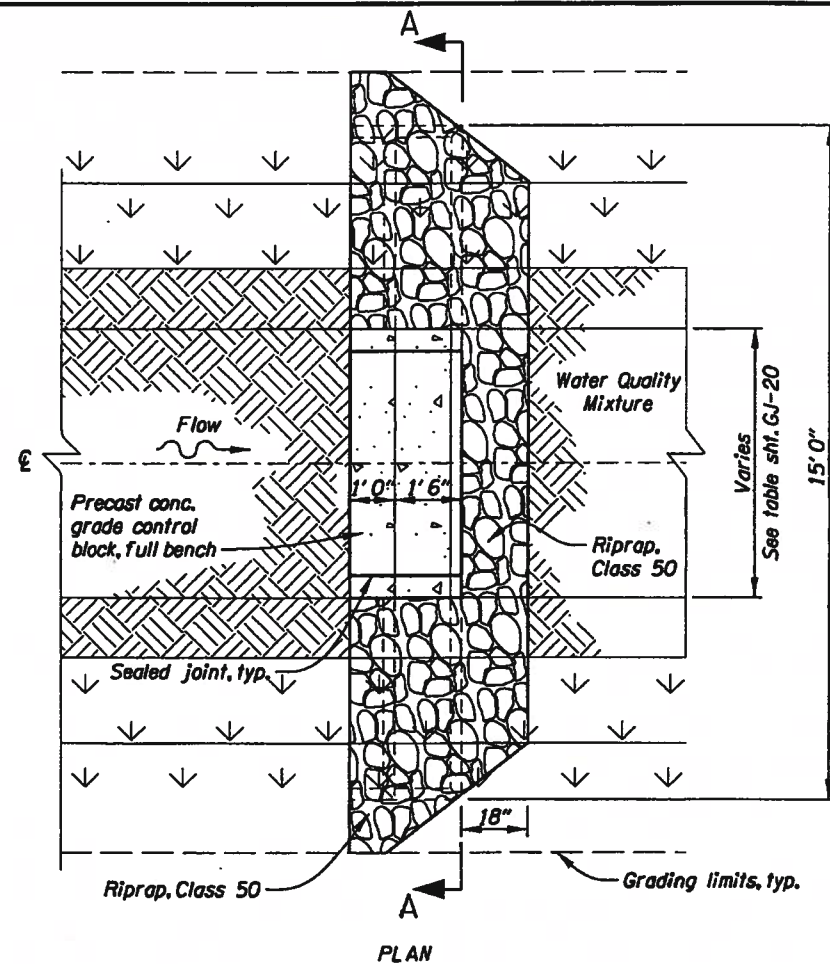 A
Flow
Water Quality
Mixture
℄
1'0" 1'6"
Precast conc.
grade control
block, full bench
Riprap,
Class 50
Varies
See table sht. GJ-20
15'0"
Sealed joint, typ.
18"
Riprap, Class 50
Grading limits, typ.
A
PLAN